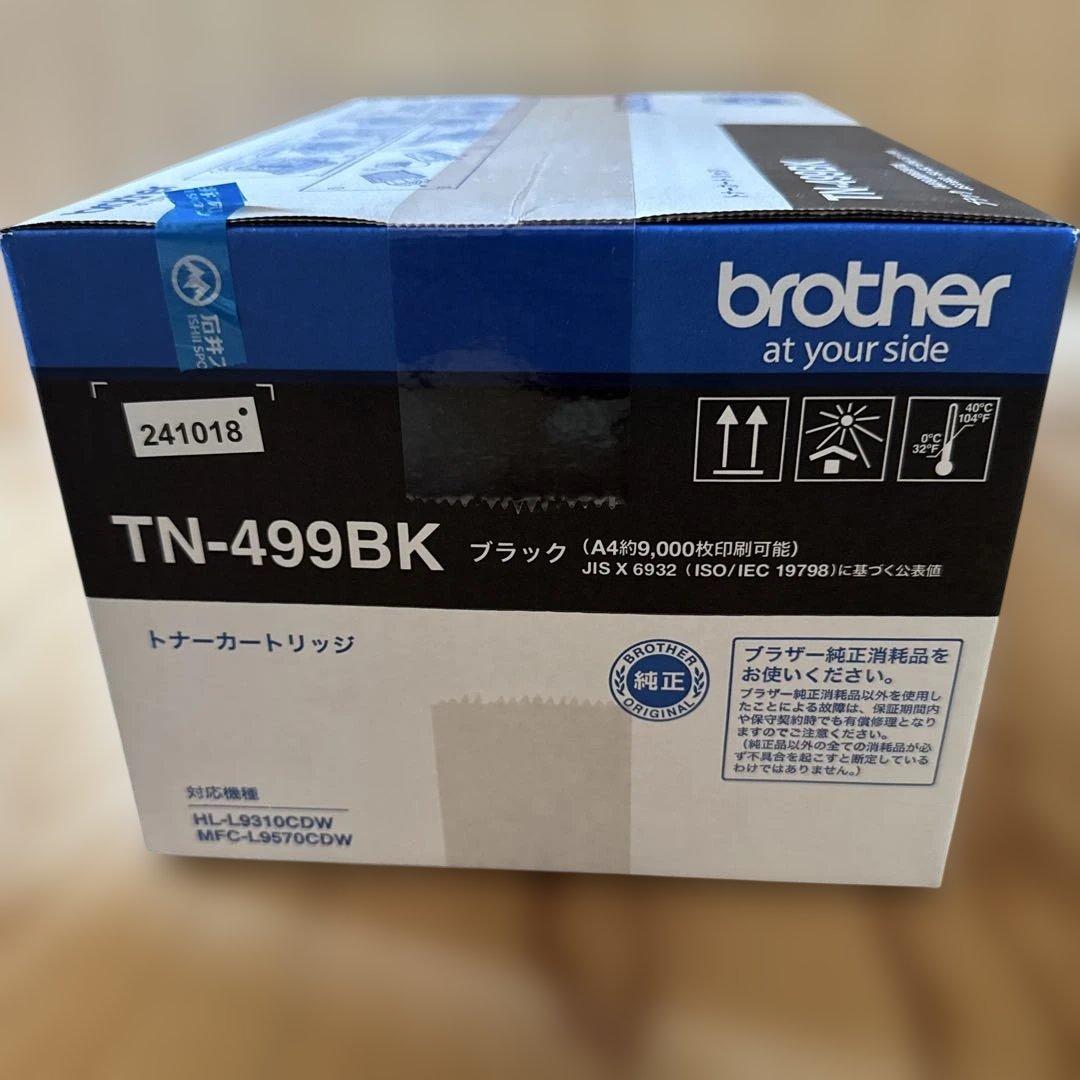 TN-499BK
brother
at your side
石井ス
ISHII SPO
241018
40°C
104°F
0°C
32°F
TN-499BK ブラック (A4約9,000枚印刷可能)
JIS X 6932 (ISO/IEC 19798)に基づく公表値
トナーカートリッジ
BROTHER
純正
ORIGINAL
ブラザー純正消耗品を
お使いください。
ブラザー純正消耗品以外を使用し
たことによる故障は、保証期間内
や保守契約時でも有償修理となり
ますのでご注意ください。
(純正品以外の全ての消耗品が必
ず不具合を起こすと断定している
わけではありません。)
対応機種
HL-L9310CDW
MFC-L9570CDW